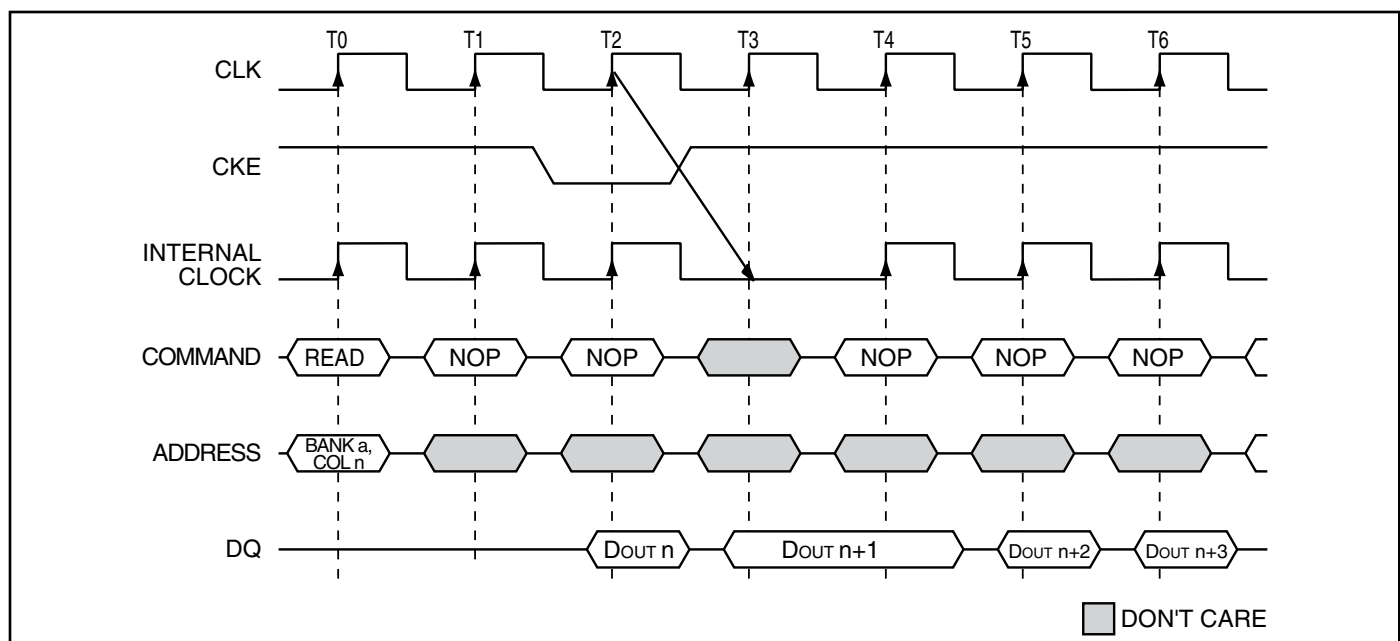 T0 T1 T2 T3 T4 T5 T6
CLK
CKE
INTERNAL
CLOCK
COMMAND READ NOP NOP NOP NOP NOP
ADDRESS BANK a,
COL n
DQ DOUT n DOUT n+1 DOUT n+2 DOUT n+3
DON'T CARE